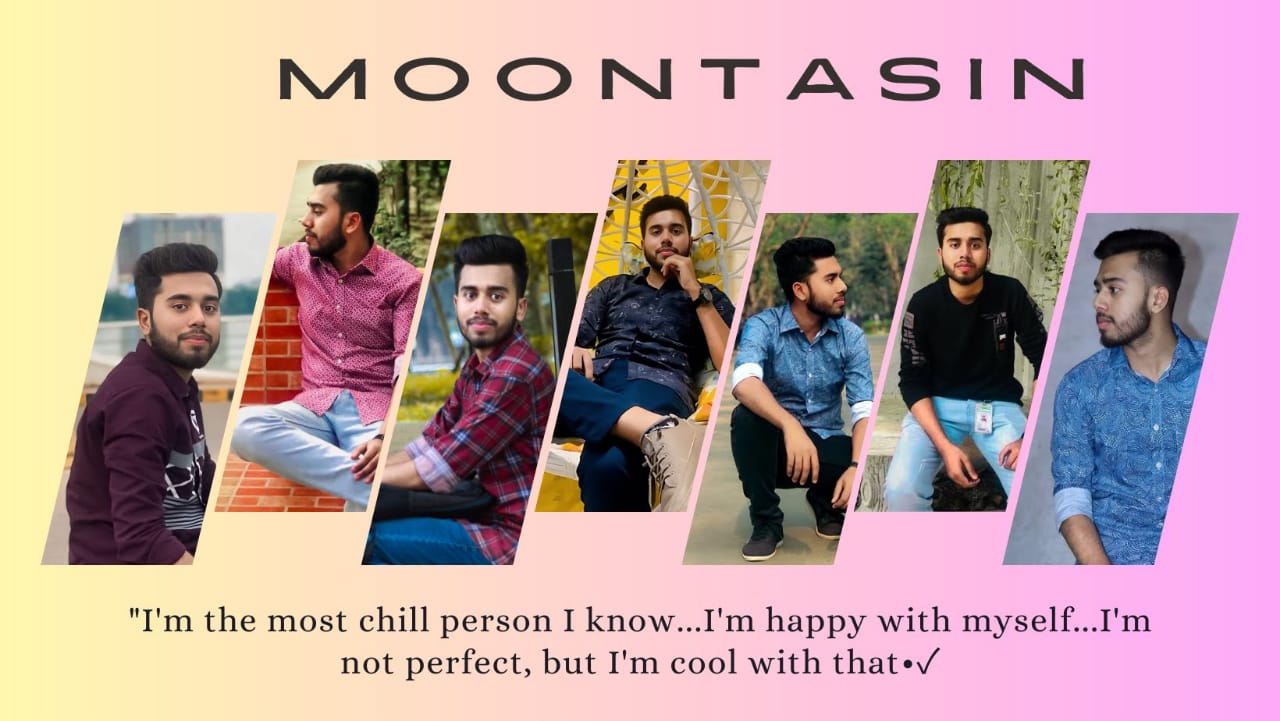 MOONTASIN
"I'm the most chill person I know...I'm happy with myself...I'm
not perfect, but I'm cool with that•✓